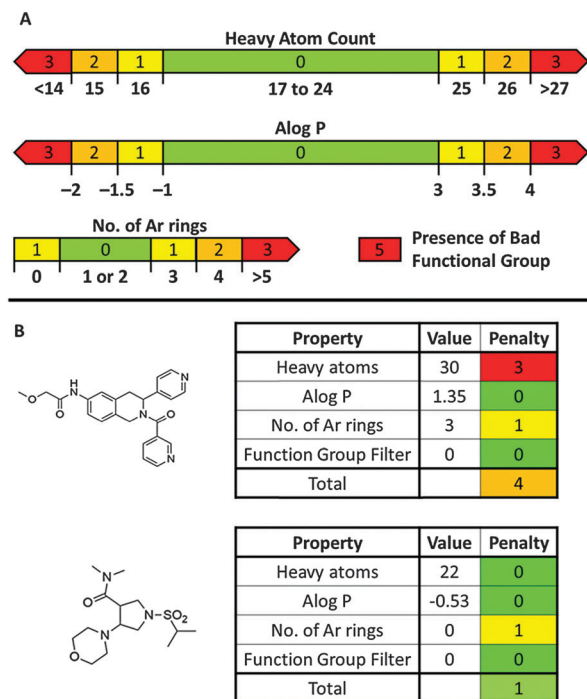 A
Heavy Atom Count
3 2 1 0 1 2 3
<14 15 16 17 to 24 25 26 >27
Alog P
3 2 1 0 1 2 3
−2 −1.5 −1 3 3.5 4
No. of Ar rings
1 0 1 2 3
0 1 or 2 3 4 >5
5 Presence of Bad
Functional Group
B
Property Value Penalty
Heavy atoms 30 3
Alog P 1.35 0
No. of Ar rings 3 1
Function Group Filter 0 0
Total 4
H
N
O
O
N
N
O
N
Property Value Penalty
Heavy atoms 22 0
Alog P -0.53 0
No. of Ar rings 0 1
Function Group Filter 0 0
Total 1
N
O
N
SO2
N
O